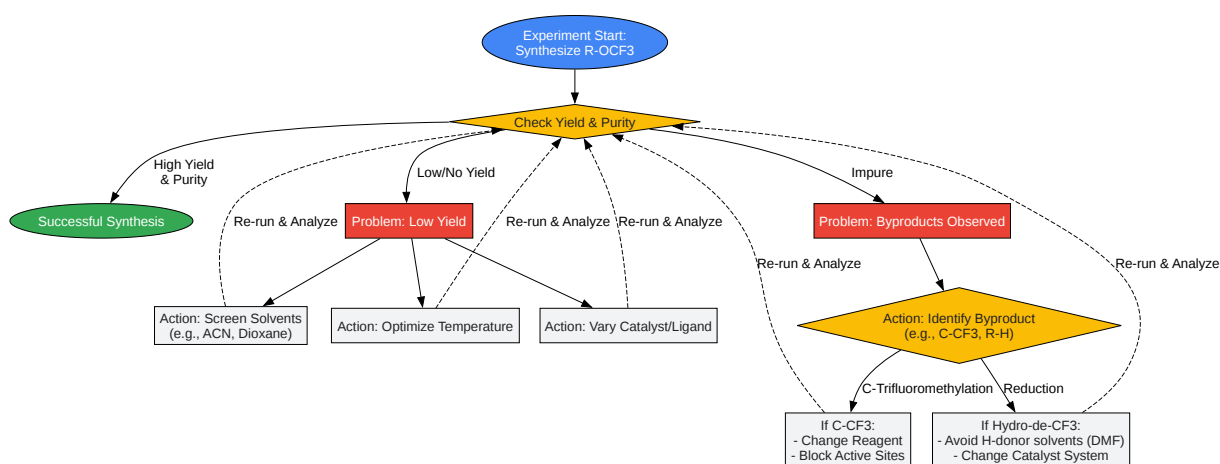 Experiment Start:
Synthesize R-OCF3
Check Yield & Purity
High Yield
& Purity
Low/No Yield
Impure
Successful Synthesis
Re-run & Analyze
Problem: Low Yield
Re-run & Analyze
Re-run & Analyze
Problem: Byproducts Observed
Re-run & Analyze
Re-run & Analyze
Action: Screen Solvents
(e.g., ACN, Dioxane)
Action: Optimize Temperature
Action: Vary Catalyst/Ligand
Action: Identify Byproduct
(e.g., C-CF3, R-H)
C-Trifluoromethylation
Reduction
If C-CF3:
- Change Reagent
- Block Active Sites
If Hydro-de-CF3:
- Avoid H-donor solvents (DMF)
- Change Catalyst System